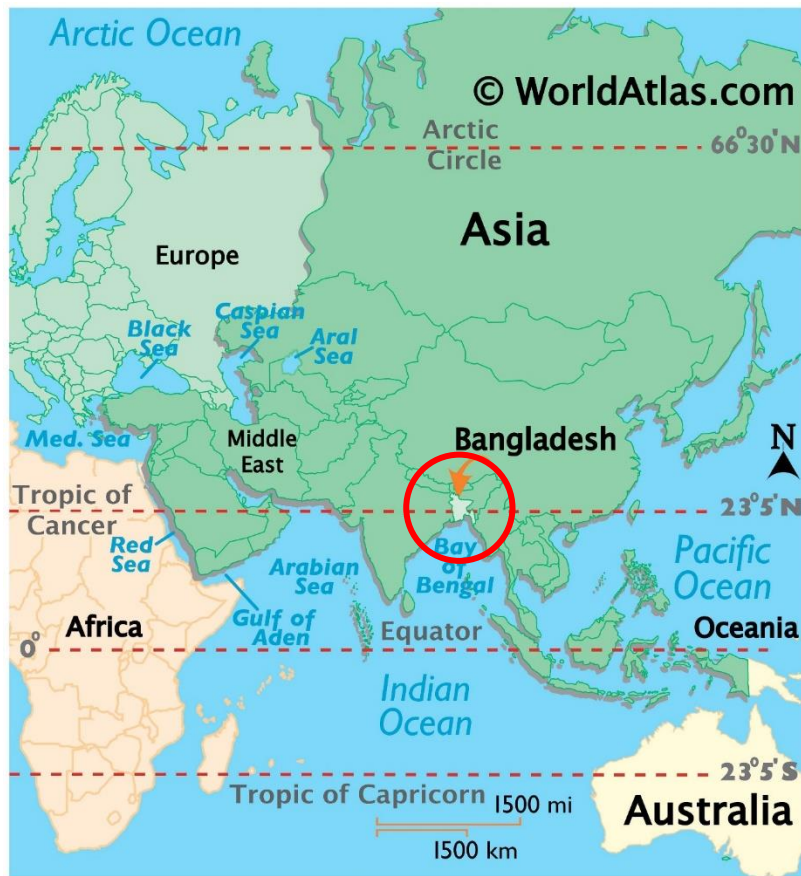 Arctic Ocean
© WorldAtlas.com
Arctic
Circle
66°30'N
Asia
Europe
Black
Sea
Caspian
Sea
Aral
Sea
Med. Sea
Middle
East
Bangladesh
N
Tropic of
Cancer
23°5'N
Red
Sea
Arabian
Sea
Bay
of
Bengal
Pacific
Ocean
Gulf of
Aden
Africa
Equator
Oceania
0°
Indian
Ocean
23°5'S
Tropic of Capricorn
1500 mi
1500 km
Australia